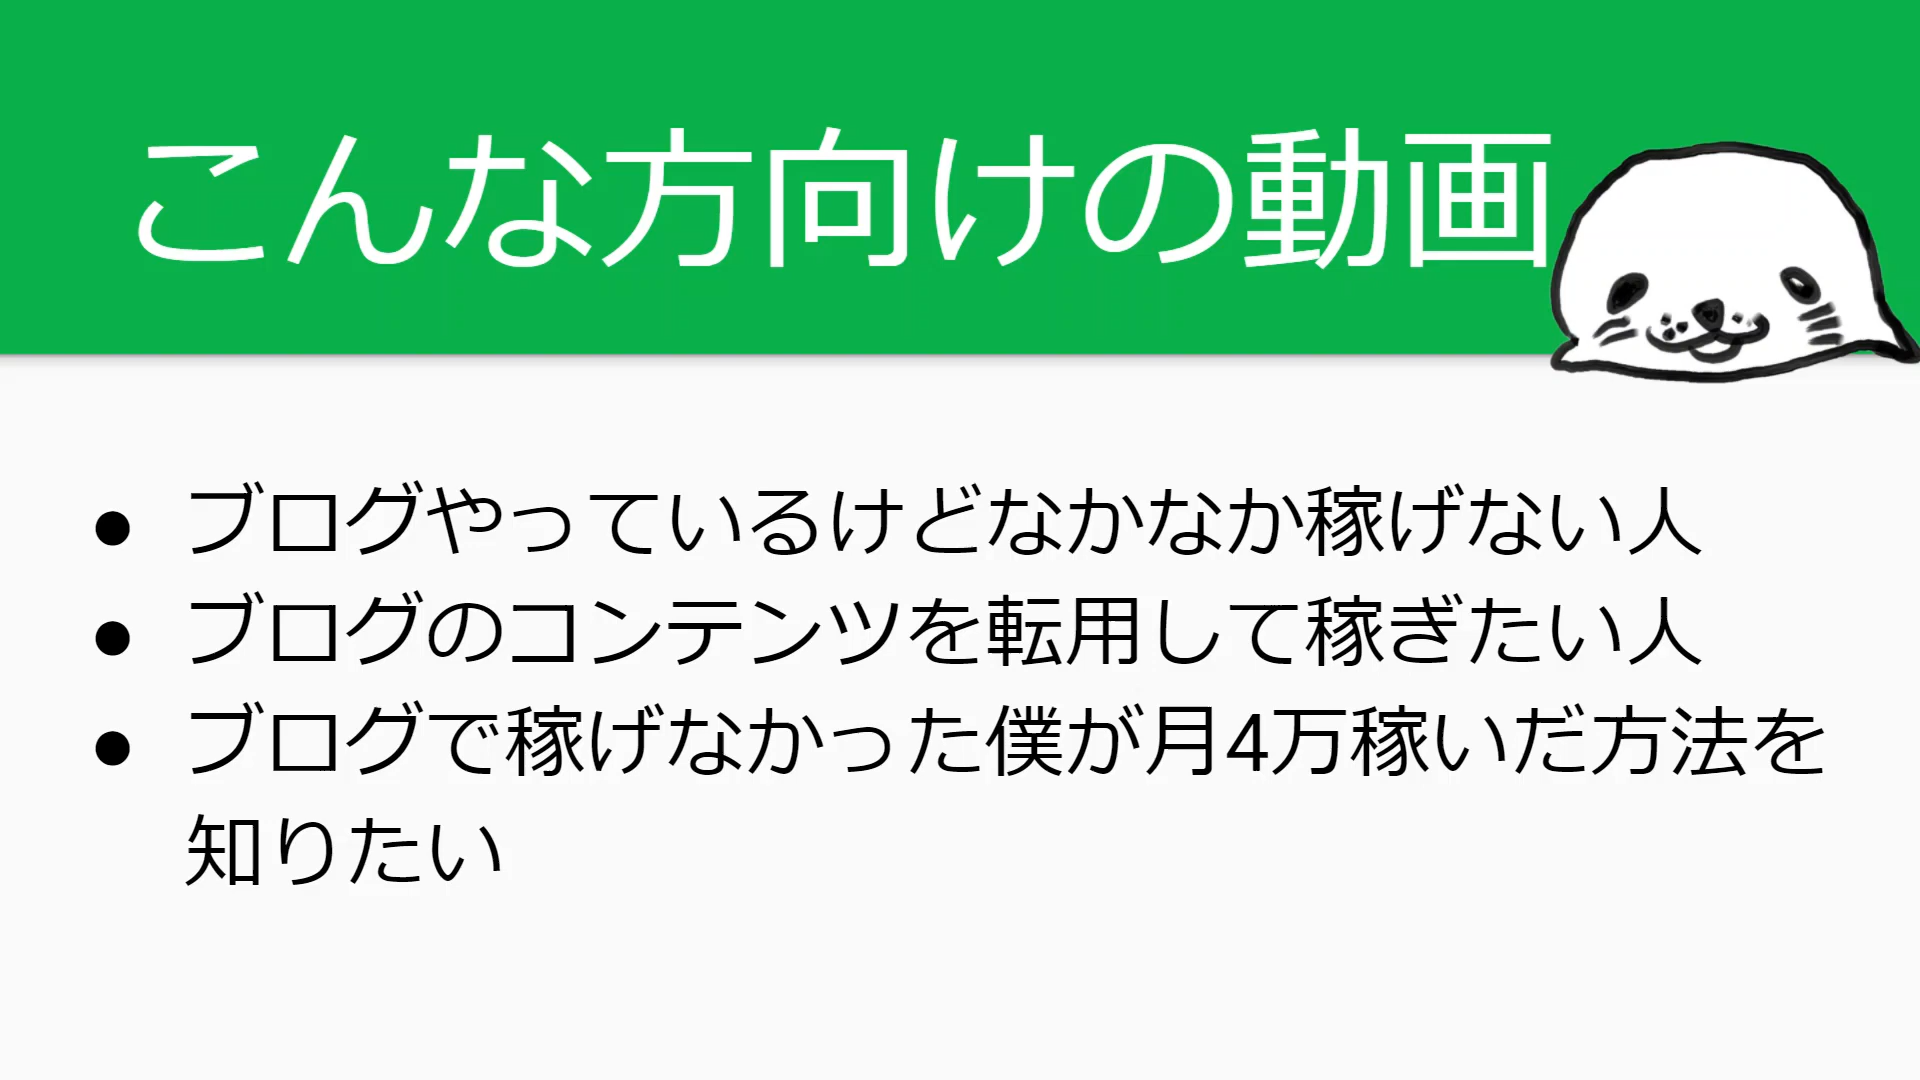 こんな方向けの動画
● ブログやっているけどなかなか稼げない人
● ブログのコンテンツを転用して稼ぎたい人
● ブログで稼げなかった僕が月4万稼いだ方法を
知りたい